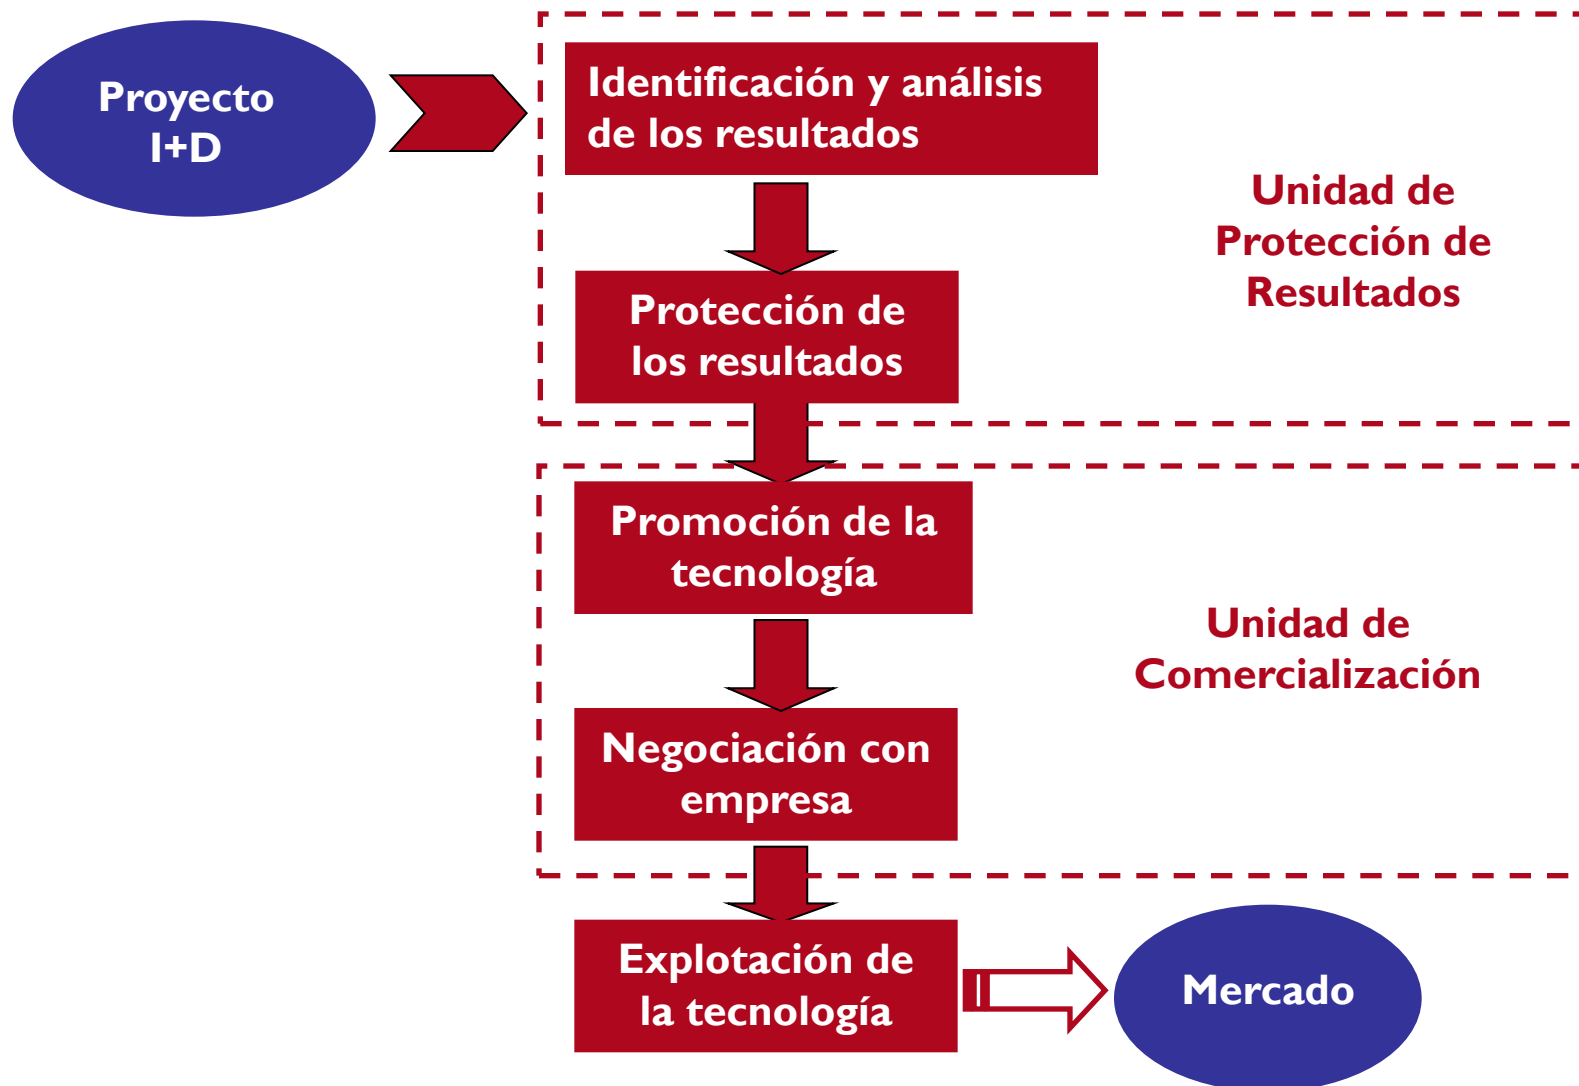 Proyecto
I+D
Identificación y análisis
de los resultados
Unidad de
Protección de
Resultados
Protección de
los resultados
Promoción de la
tecnología
Unidad de
Comercialización
Negociación con
empresa
Explotación de
la tecnología
Mercado